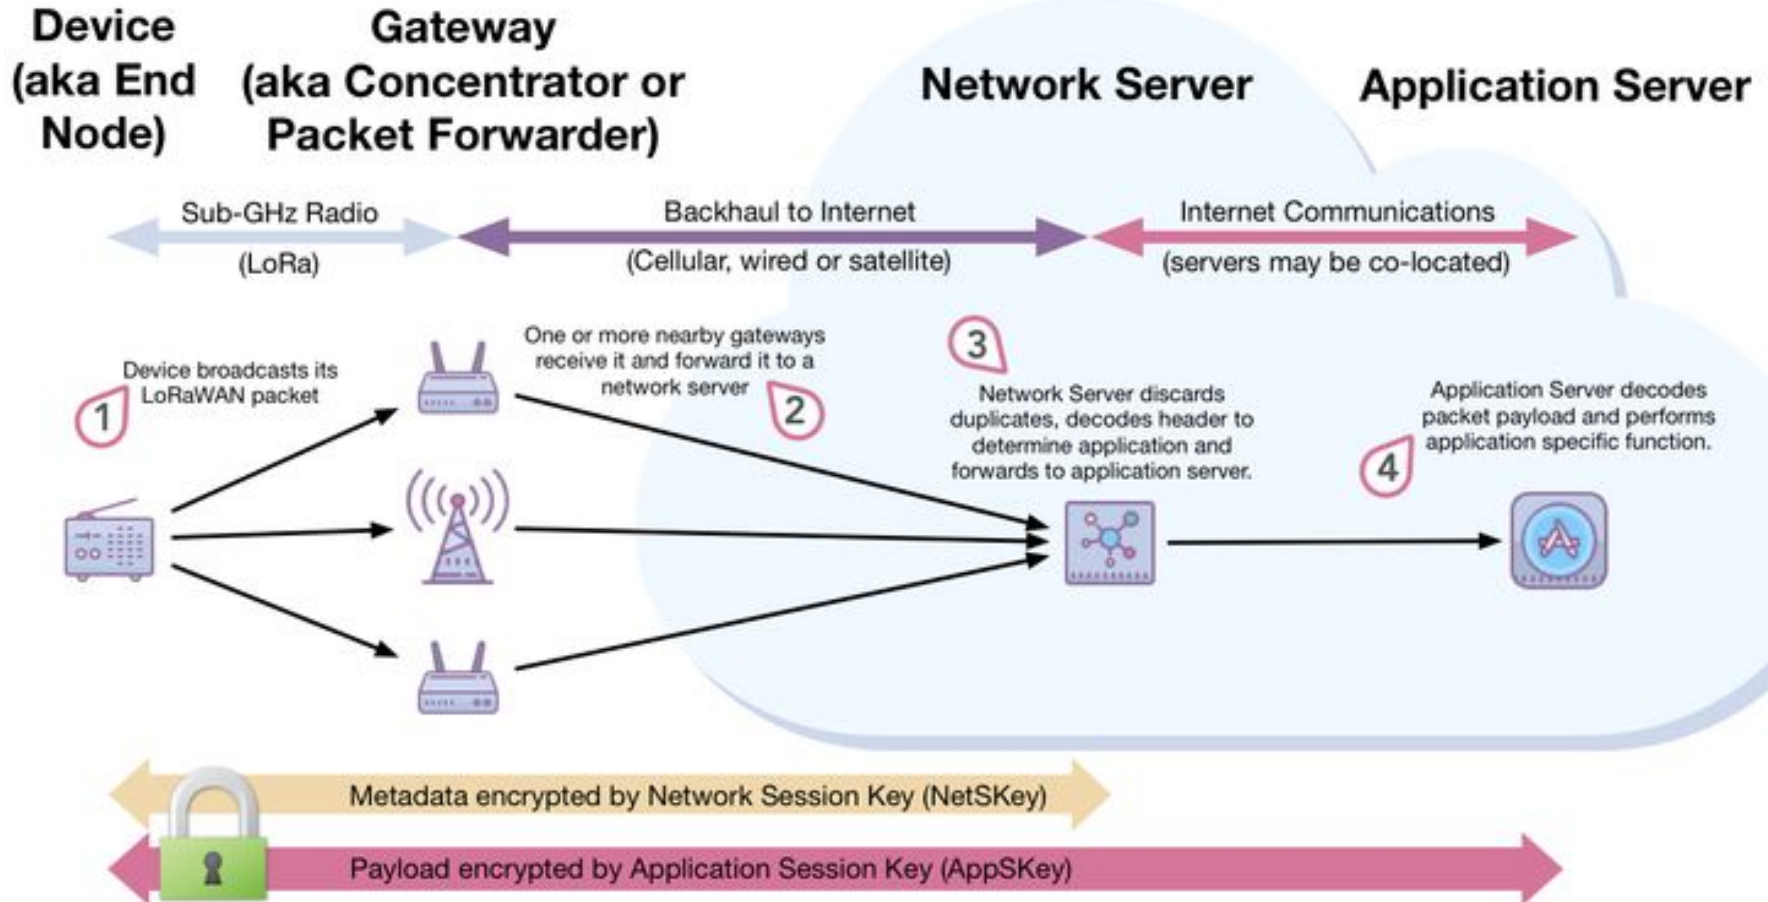 Device
(aka End
Node)
Gateway
(aka Concentrator or
Packet Forwarder)
Network Server
Application Server
Sub-GHz Radio
(LoRa)
Backhaul to Internet
(Cellular, wired or satellite)
Internet Communications
(servers may be co-located)
1
Device broadcasts its
LoRaWAN packet
One or more nearby gateways
receive it and forward it to a
network server
2
3
Network Server discards
duplicates, decodes header to
determine application and
forwards to application server.
Application Server decodes
packet payload and performs
application specific function.
4
Metadata encrypted by Network Session Key (NetSKey)
Payload encrypted by Application Session Key (AppSKey)